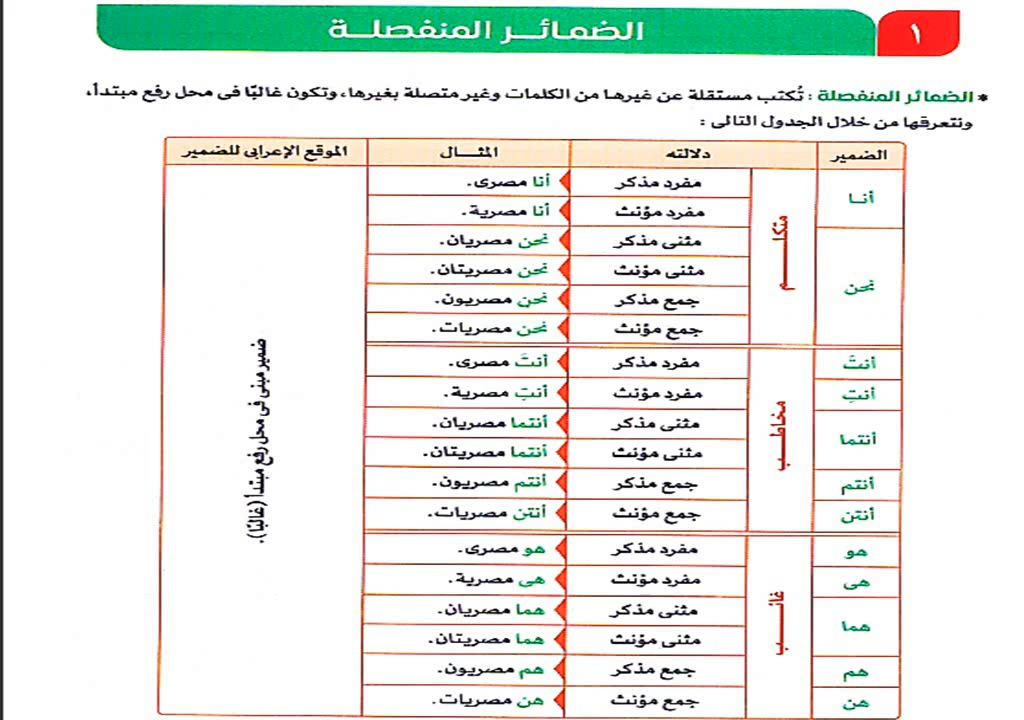 ١ الضمائر المنفصلة
* الضمائر المنفصلة : تُكتب مستقلة عن غيرها من الكلمات وغير متصلة بغيرها، وتكون غالبًا فى محل رفع مبتدأ،
ونتعرفها من خلال الجدول التالى :
الضمير دلالته المثال الموقع الإعرابى للضمير
أنا متكلم مفرد مذكر أنا مصرى. ضمير مبنى فى محل رفع مبتدأ (غالبًا).
مفرد مؤنث أنا مصرية.
نحن مثنى مذكر نحن مصريان.
مثنى مؤنث نحن مصريتان.
جمع مذكر نحن مصريون.
جمع مؤنث نحن مصريات.
أنتَ مخاطب مفرد مذكر أنتَ مصرى.
أنتِ مفرد مؤنث أنتِ مصرية.
أنتما مثنى مذكر أنتما مصريان.
مثنى مؤنث أنتما مصريتان.
أنتم جمع مذكر أنتم مصريون.
أنتن جمع مؤنث أنتن مصريات.
هو غائب مفرد مذكر هو مصرى.
هى مفرد مؤنث هى مصرية.
هما مثنى مذكر هما مصريان.
مثنى مؤنث هما مصريتان.
هم جمع مذكر هم مصريون.
هن جمع مؤنث هن مصريات.